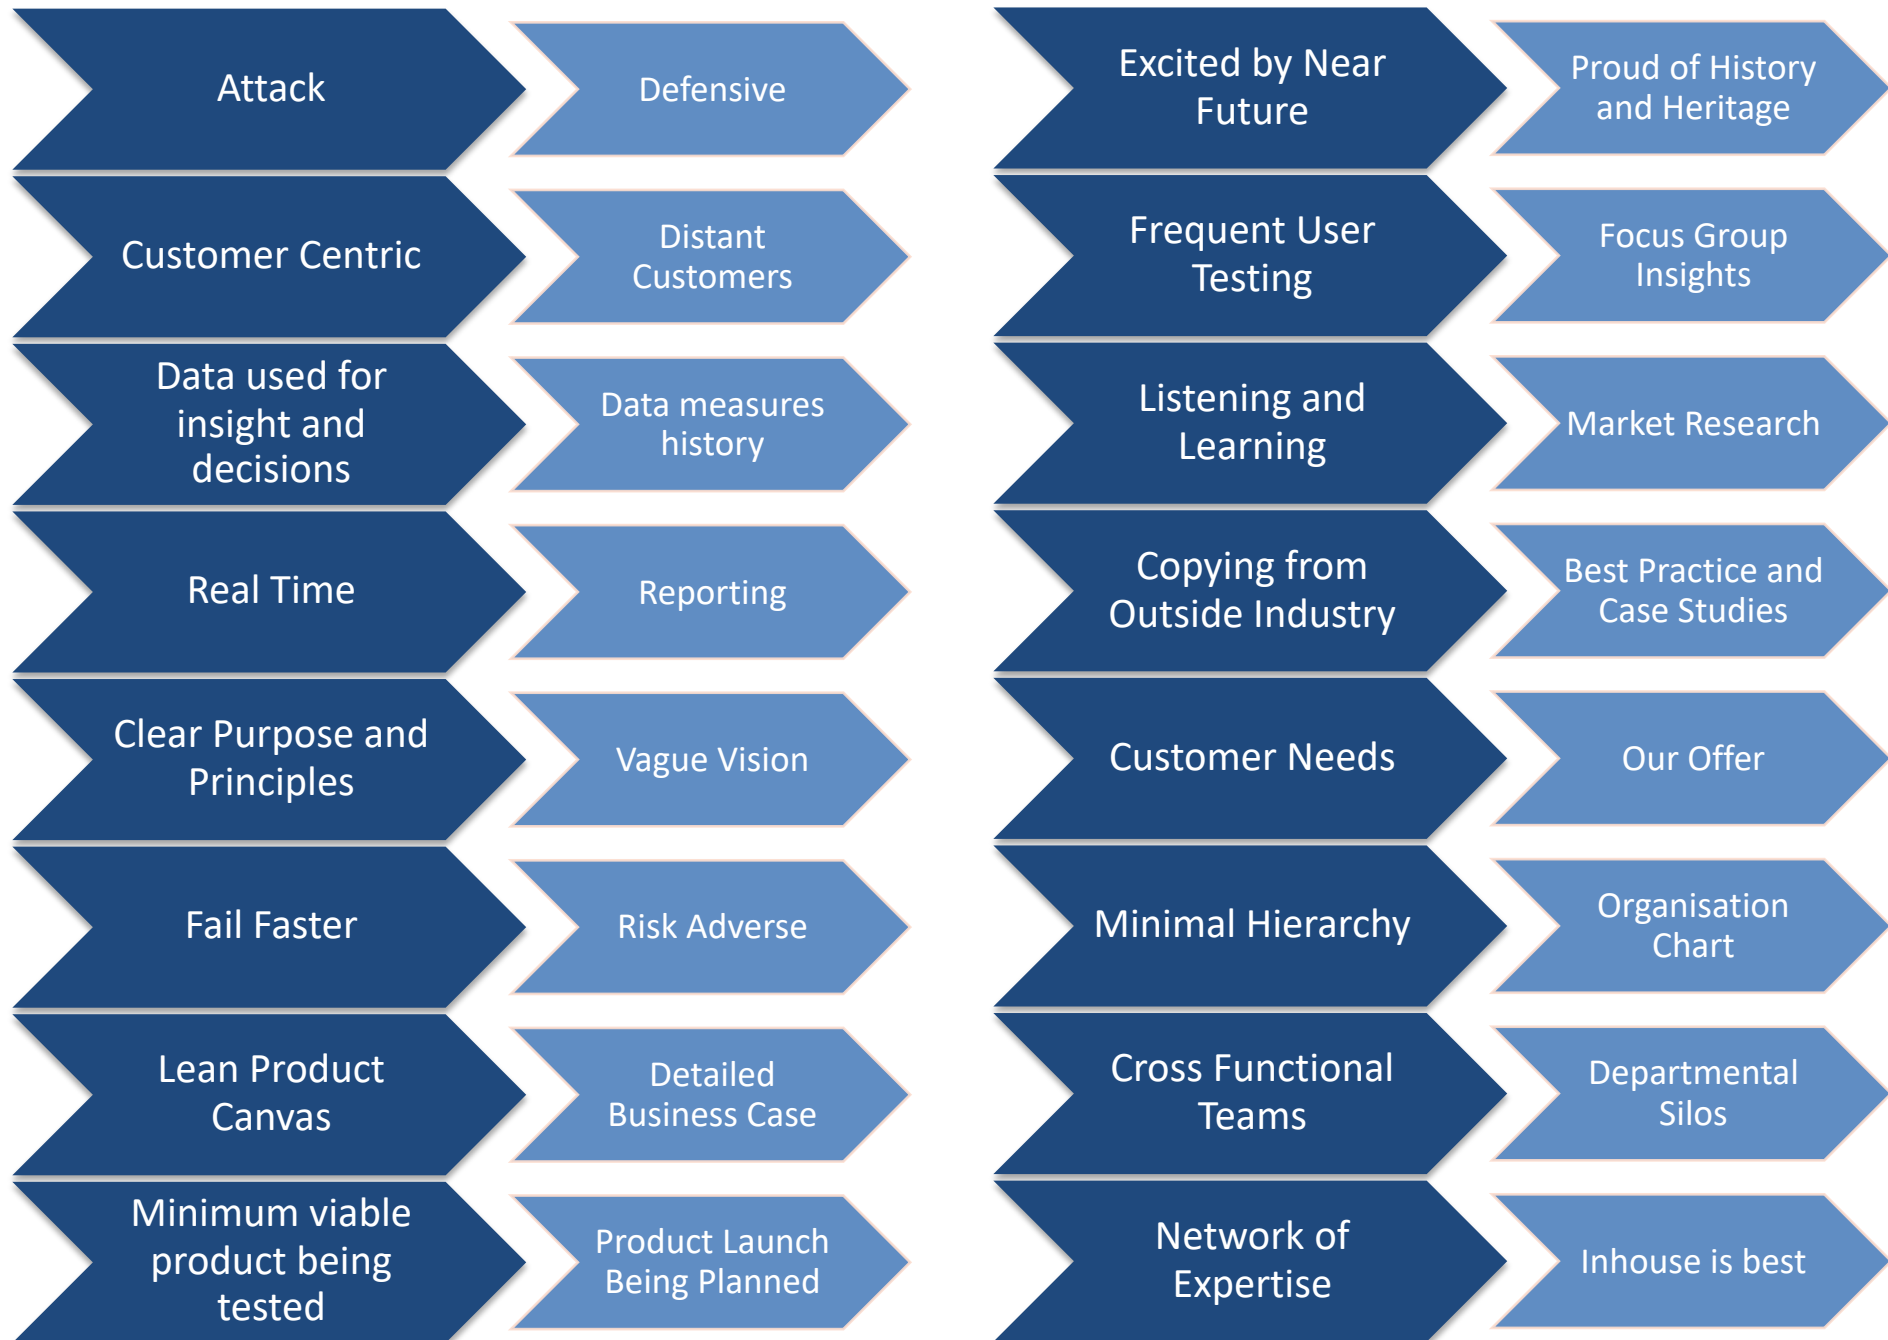 Attack
Defensive
Customer Centric
Distant
Customers
Data used for
insight and
decisions
Data measures
history
Real Time
Reporting
Clear Purpose and
Principles
Vague Vision
Fail Faster
Risk Adverse
Lean Product
Canvas
Detailed
Business Case
Minimum viable
product being
tested
Product Launch
Being Planned
Excited by Near
Future
Proud of History
and Heritage
Frequent User
Testing
Focus Group
Insights
Listening and
Learning
Market Research
Copying from
Outside Industry
Best Practice and
Case Studies
Customer Needs
Our Offer
Minimal Hierarchy
Organisation
Chart
Cross Functional
Teams
Departmental
Silos
Network of
Expertise
Inhouse is best